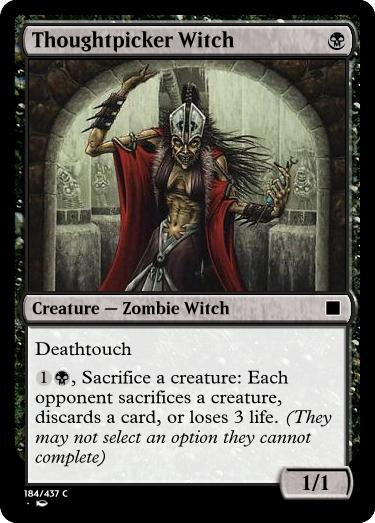 Thoughtpicker Witch
Creature — Zombie Witch
Deathtouch
1, Sacrifice a creature: Each
opponent sacrifices a creature,
discards a card, or loses 3 life. (They
may not select an option they cannot
complete)
1/1
184/437 C